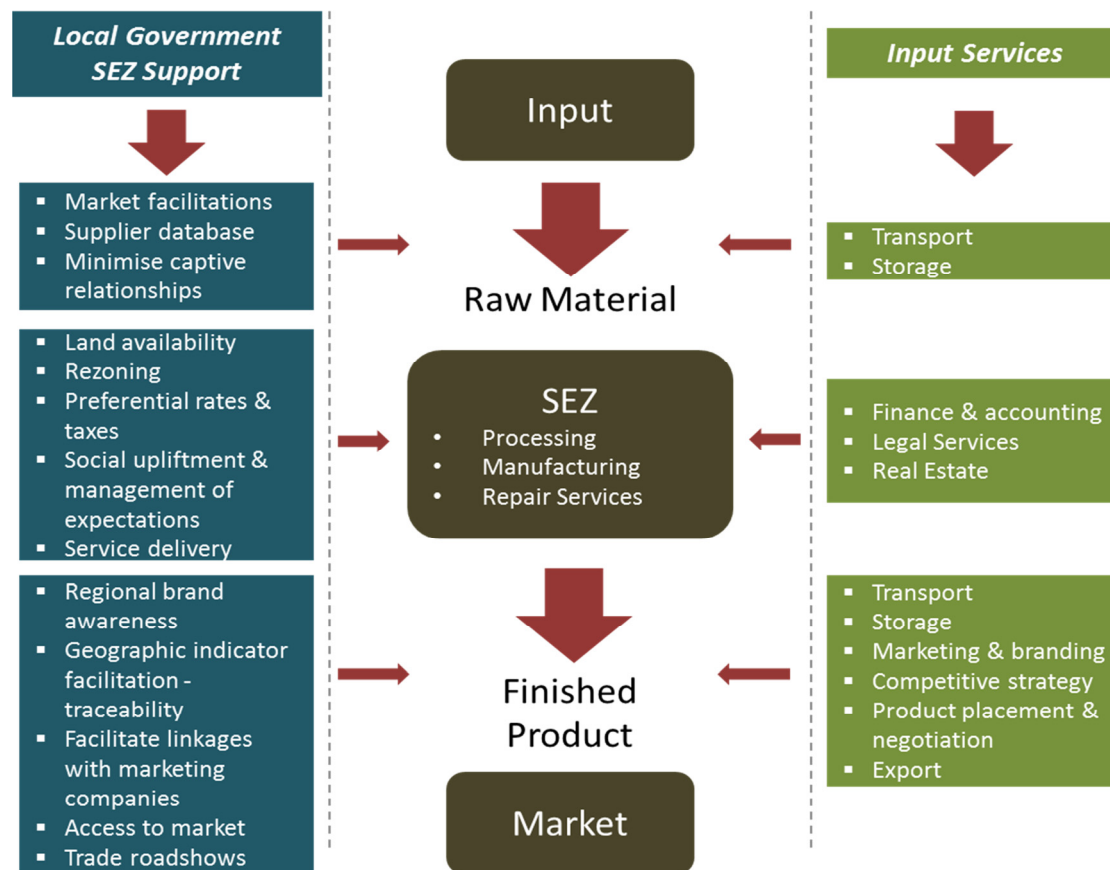 Local Government
SEZ Support
▪ Market facilitations
▪ Supplier database
▪ Minimise captive
relationships
▪ Land availability
▪ Rezoning
▪ Preferential rates &
taxes
▪ Social upliftment &
management of
expectations
▪ Service delivery
▪ Regional brand
awareness
▪ Geographic indicator
facilitation -
traceability
▪ Facilitate linkages
with marketing
companies
▪ Access to market
▪ Trade roadshows
Input
Raw Material
SEZ
• Processing
• Manufacturing
• Repair Services
Finished
Product
Market
Input Services
▪ Transport
▪ Storage
▪ Finance & accounting
▪ Legal Services
▪ Real Estate
▪ Transport
▪ Storage
▪ Marketing & branding
▪ Competitive strategy
▪ Product placement &
negotiation
▪ Export